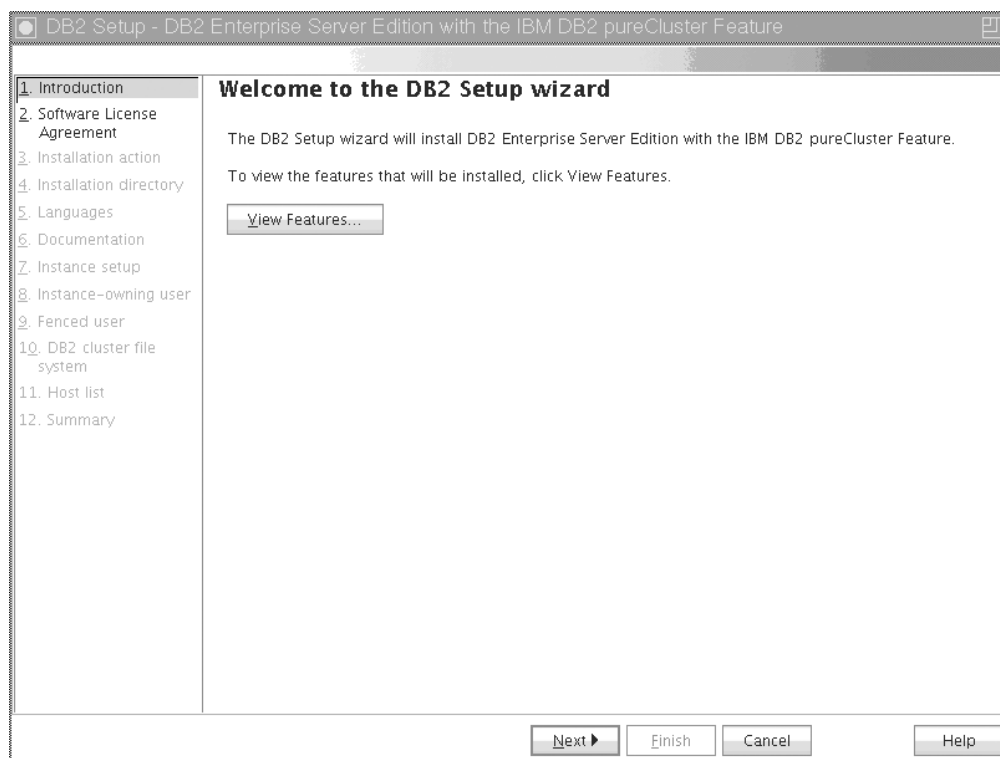 DB2 Setup - DB2 Enterprise Server Edition with the IBM DB2 pureCluster Feature
1. Introduction
2. Software License
Agreement
3. Installation action
4. Installation directory
5. Languages
6. Documentation
7. Instance setup
8. Instance-owning user
9. Fenced user
10. DB2 cluster file
system
11. Host list
12. Summary
Welcome to the DB2 Setup wizard
The DB2 Setup wizard will install DB2 Enterprise Server Edition with the IBM DB2 pureCluster Feature.
To view the features that will be installed, click View Features.
View Features...
Next
Finish
Cancel
Help